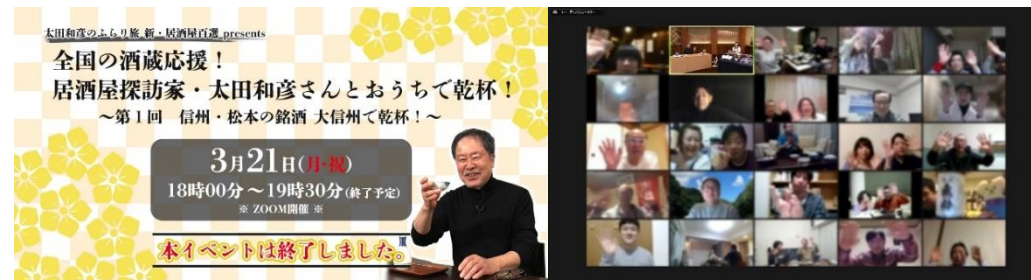 太田和彦のふらり旅 新・居酒屋百選 presents
全国の酒蔵応援！
居酒屋探訪家・太田和彦さんとおうちで乾杯！
～第1回　信州・松本の銘酒 大信州で乾杯！～
3月21日(月・祝)
18時00分～19時30分(終了予定)
※ ZOOM開催 ※
本イベントは終了しました。